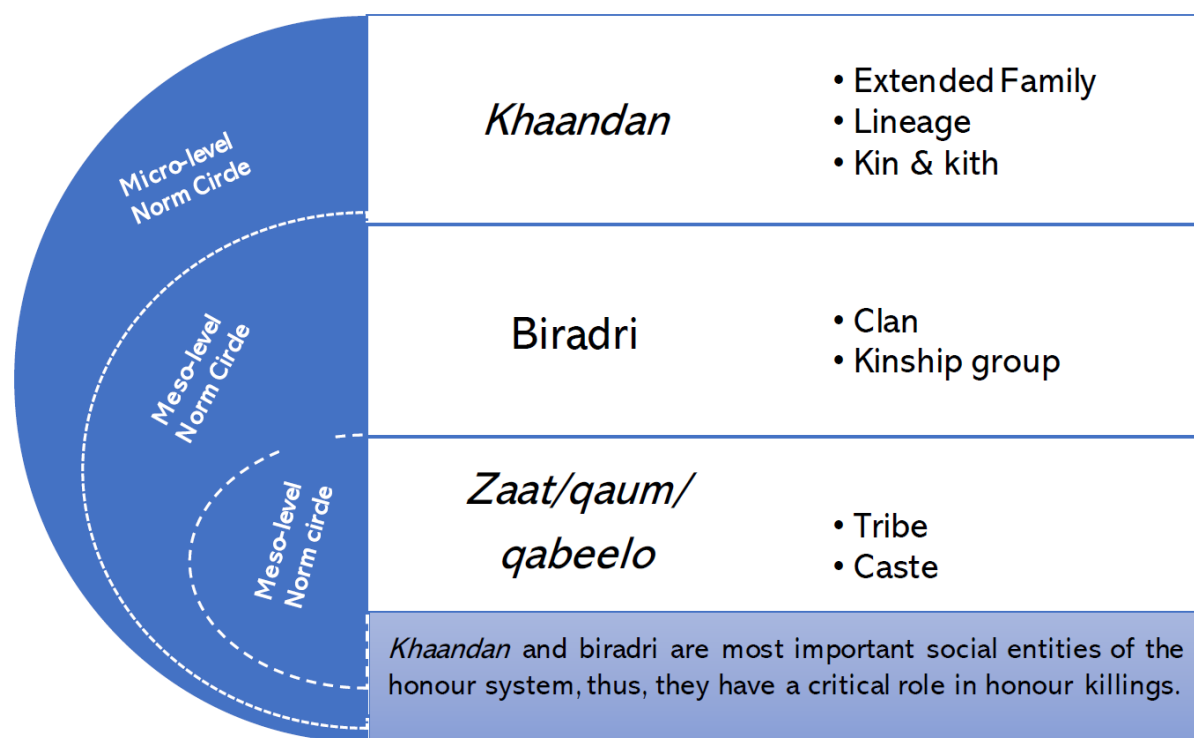 Micro-level
Norm Circle
Khaandan
• Extended Family
• Lineage
• Kin & kith
Meso-level
Norm Circle
Biradri
• Clan
• Kinship group
Meso-level
Norm circle
Zaat/qaum/
qabeelo
• Tribe
• Caste
Khaandan and biradri are most important social entities of the
honour system, thus, they have a critical role in honour killings.